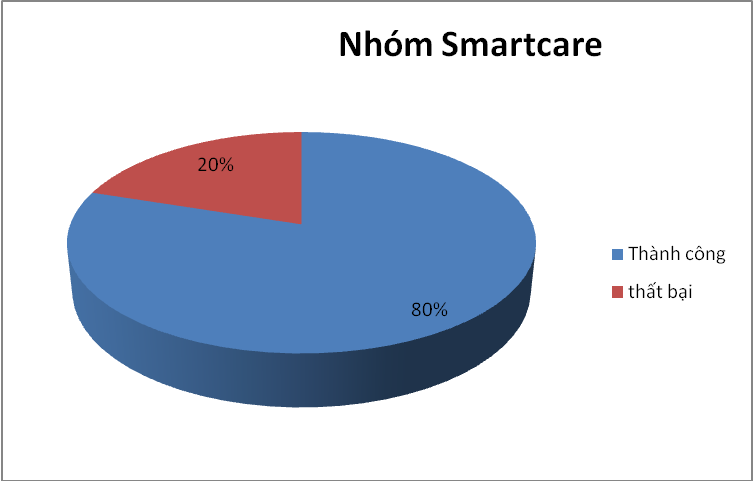 Nhóm Smartcare
20%
80%
Thành công
thất bại